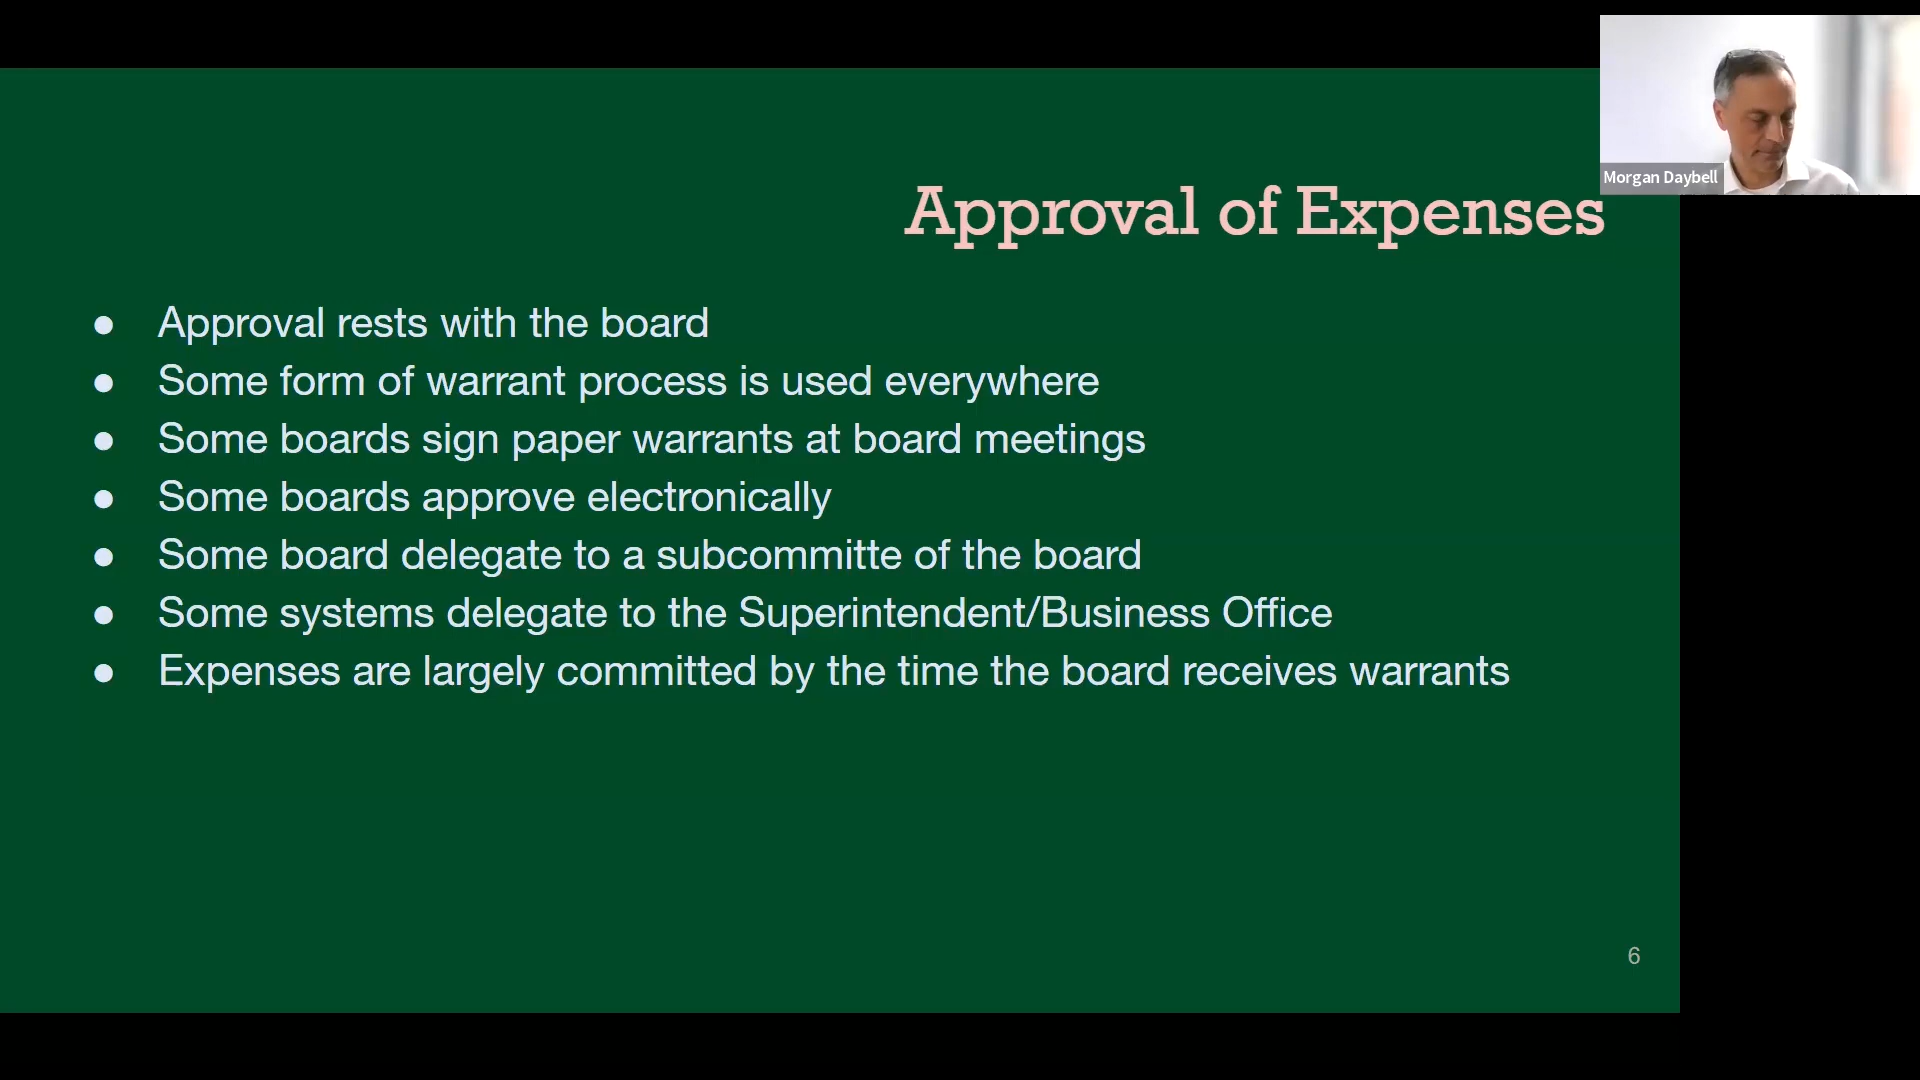 Morgan Daybell
Approval of Expenses
● Approval rests with the board
● Some form of warrant process is used everywhere
● Some boards sign paper warrants at board meetings
● Some boards approve electronically
● Some board delegate to a subcommitte of the board
● Some systems delegate to the Superintendent/Business Office
● Expenses are largely committed by the time the board receives warrants
6